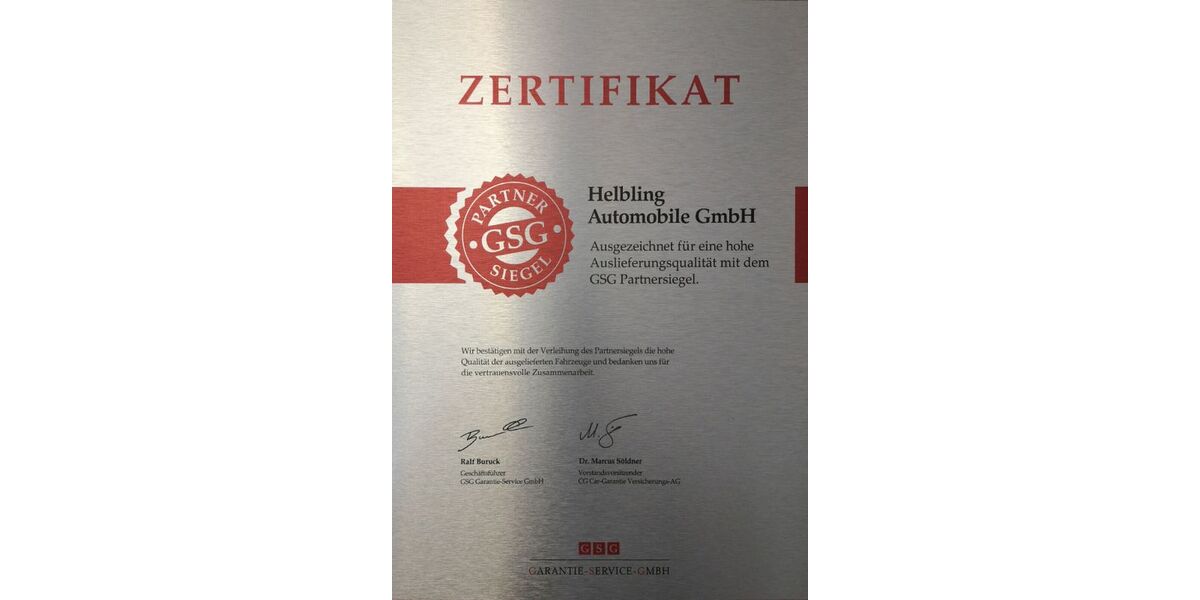 ZERTIFIKAT
PARTNER
GSG
SIEGEL
Helbling
Automobile GmbH
Ausgezeichnet für eine hohe
Auslieferungsqualität mit dem
GSG Partnersiegel.
Wir bestätigen mit der Verleihung des Partnersiegels die hohe
Qualität der ausgelieferten Fahrzeuge und bedanken uns für
die vertrauensvolle Zusammenarbeit.
Ralf Buruck
Geschäftsführer
GSG Garantie-Service GmbH
Dr. Marcus Söldner
Vorstandsvorsitzender
CG Car-Garantie Versicherungs-AG
GSG
GARANTIE-SERVICE-GMBH